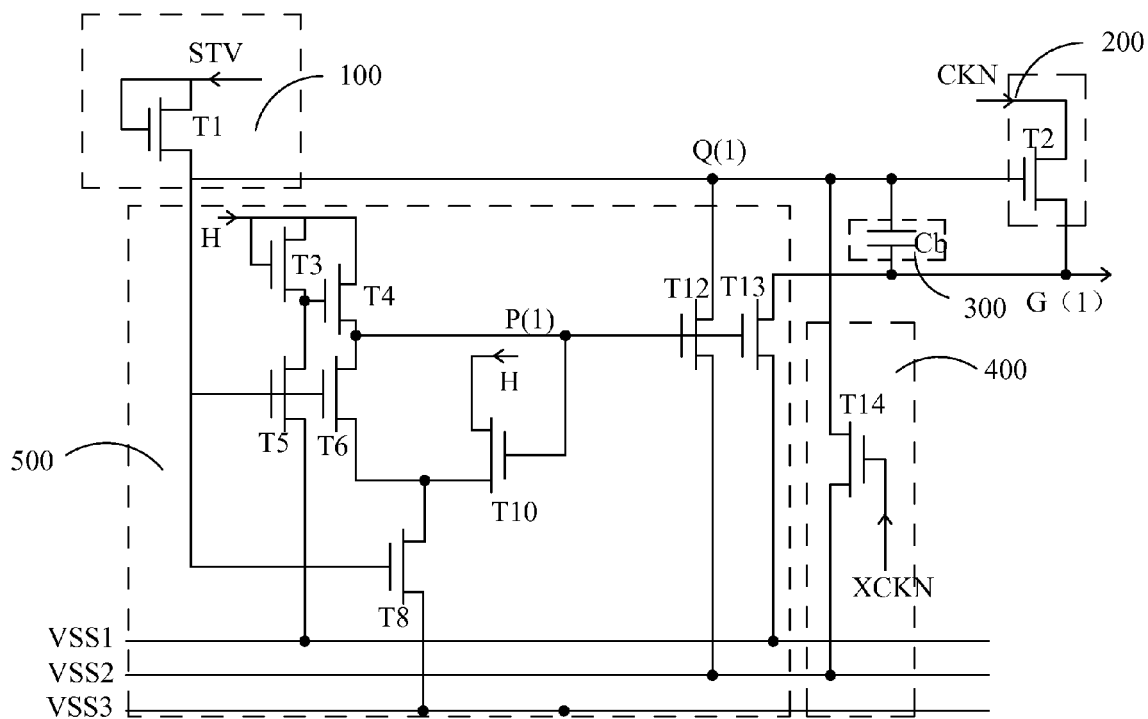 STV
100
T1
CKN
200
T2
Q(1)
H
T3
T4
Cb
300
G（1）
P(1)
T12
T13
H
400
T14
T5
T6
500
T10
XCKN
T8
VSS1
VSS2
VSS3